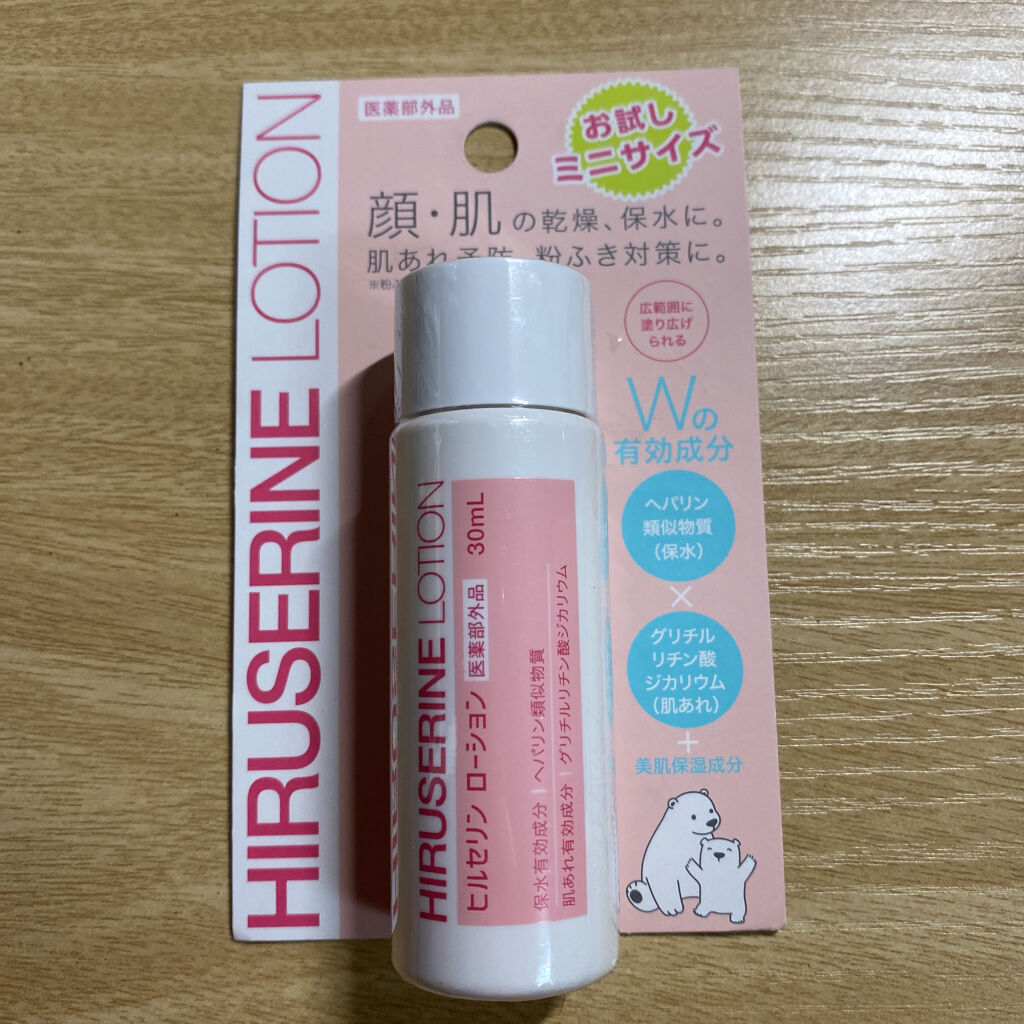 HIRUSERINE LOTION
医薬部外品
お試し
ミニサイズ
顔・肌の乾燥、保水に。
肌あれ予防、粉ふき対策に。
※粉ふ
広範囲に
塗り広げ
られる
Wの
有効成分
ヘパリン
類似物質
(保水)
×
グリチル
リチン酸
ジカリウム
(肌あれ)
+
美肌保湿成分
HIRUSERINE LOTION
ヒルセリン ローション 医薬部外品 30mL
保水有効成分 | ヘパリン類似物質
肌あれ有効成分 | グリチルリチン酸ジカリウム